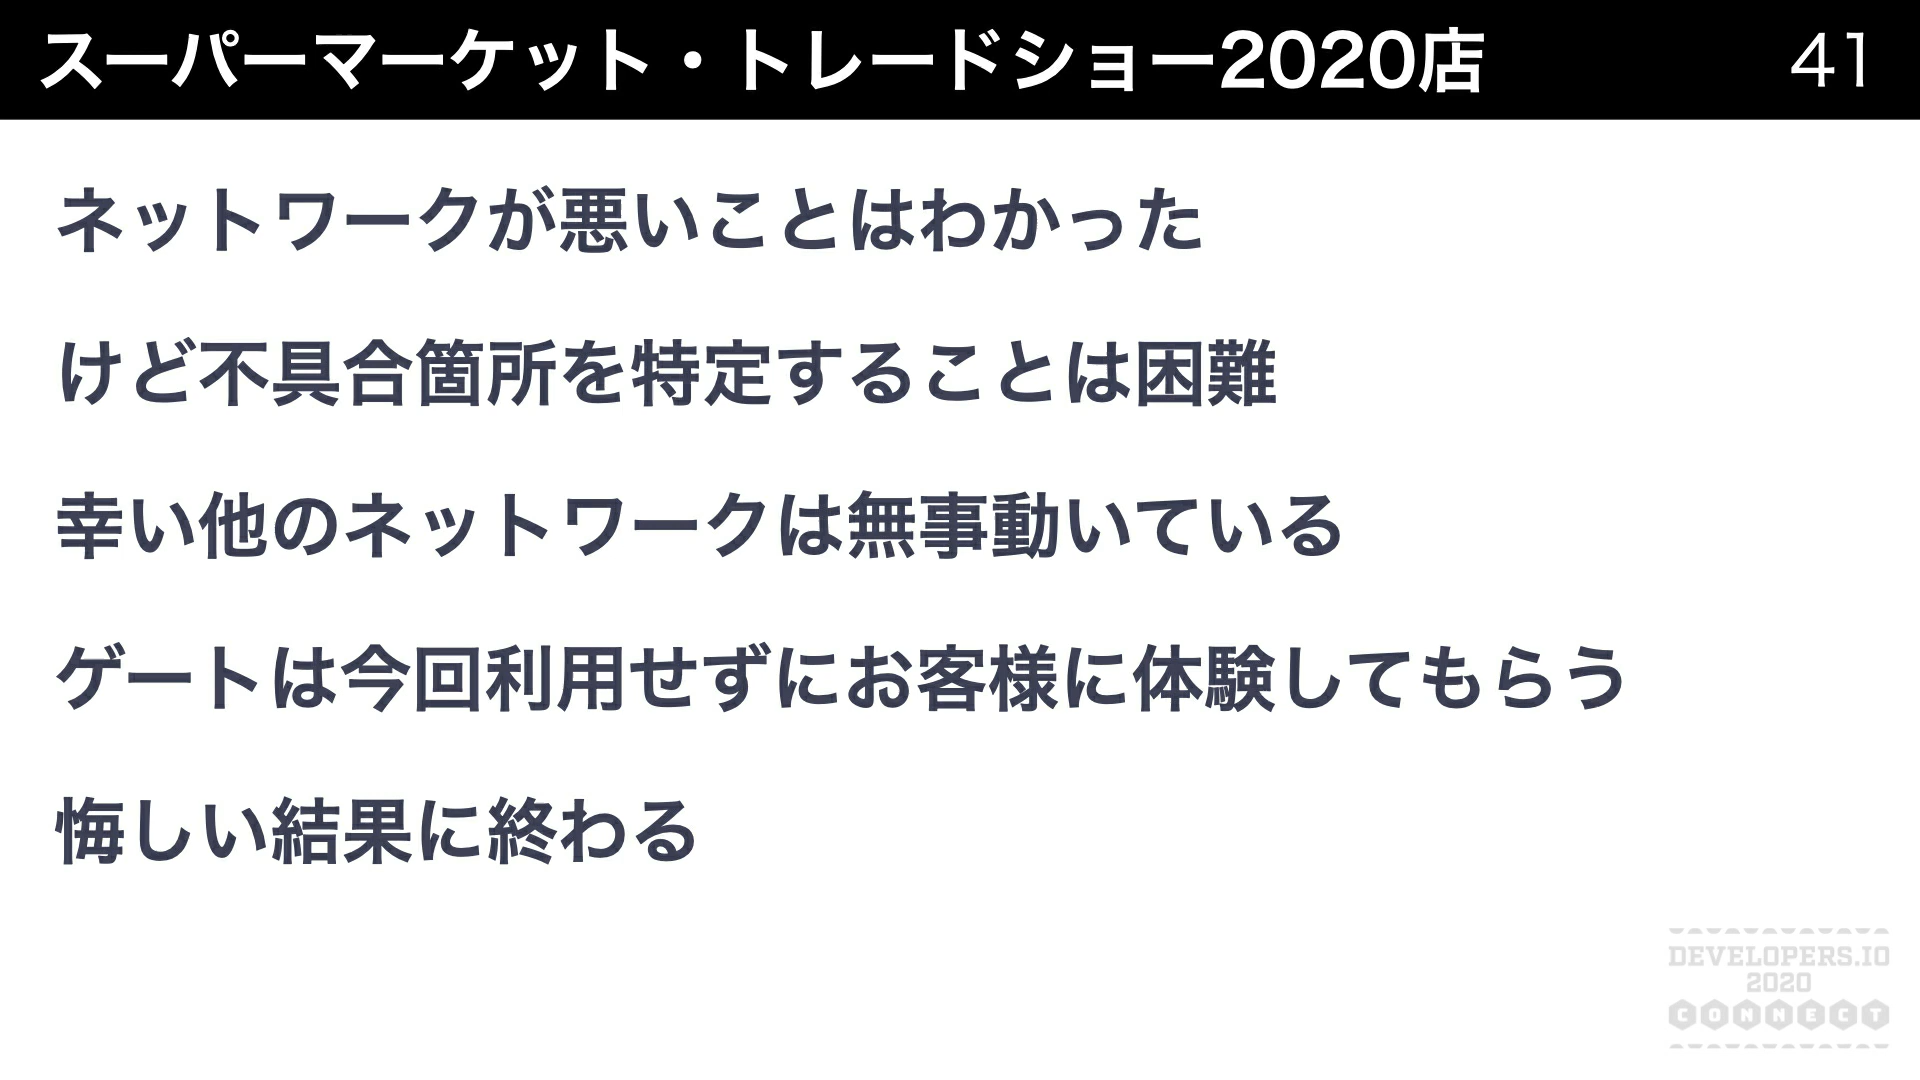 スーパーマーケット・トレードショー2020店
41
ネットワークが悪いことはわかった
けど不具合箇所を特定することは困難
幸い他のネットワークは無事動いている
ゲートは今回利用せずにお客様に体験してもらう
悔しい結果に終わる
DEVELOPERS.IO
2020
CONNECT